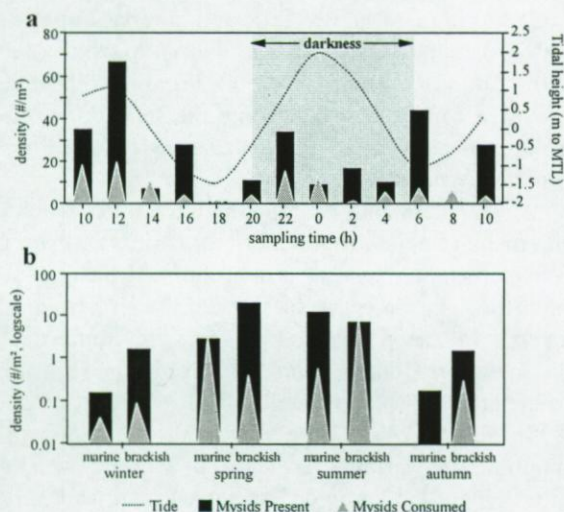 a
80
60
40
20
0
density (#/m²)
darkness
2.5
2
1.5
1
0.5
0
-0.5
-1
-1.5
-2
Tidal height (m to MTL)
10 12 14 16 18 20 22 0 2 4 6 8 10
sampling time (h)
b
100
10
1
0.1
0.01
density (#/m², logscale)
marine brackish marine brackish marine brackish marine brackish
winter spring summer autumn
Tide Mysids Present Mysids Consumed